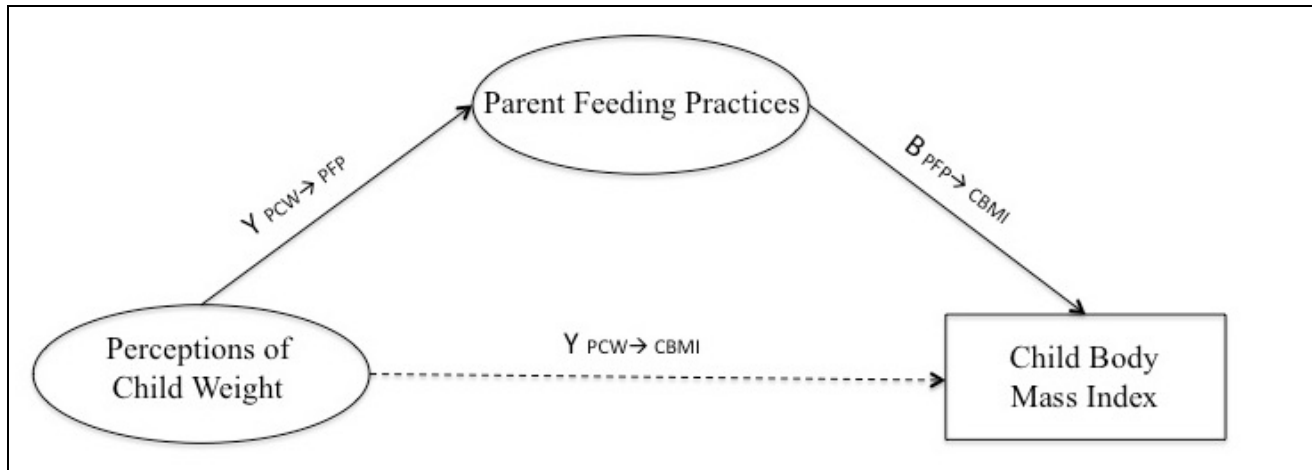 Parent Feeding Practices
Υ PCW→ PFP
Β PFP→ CBMI
Perceptions of
Child Weight
Υ PCW→ CBMI
Child Body
Mass Index